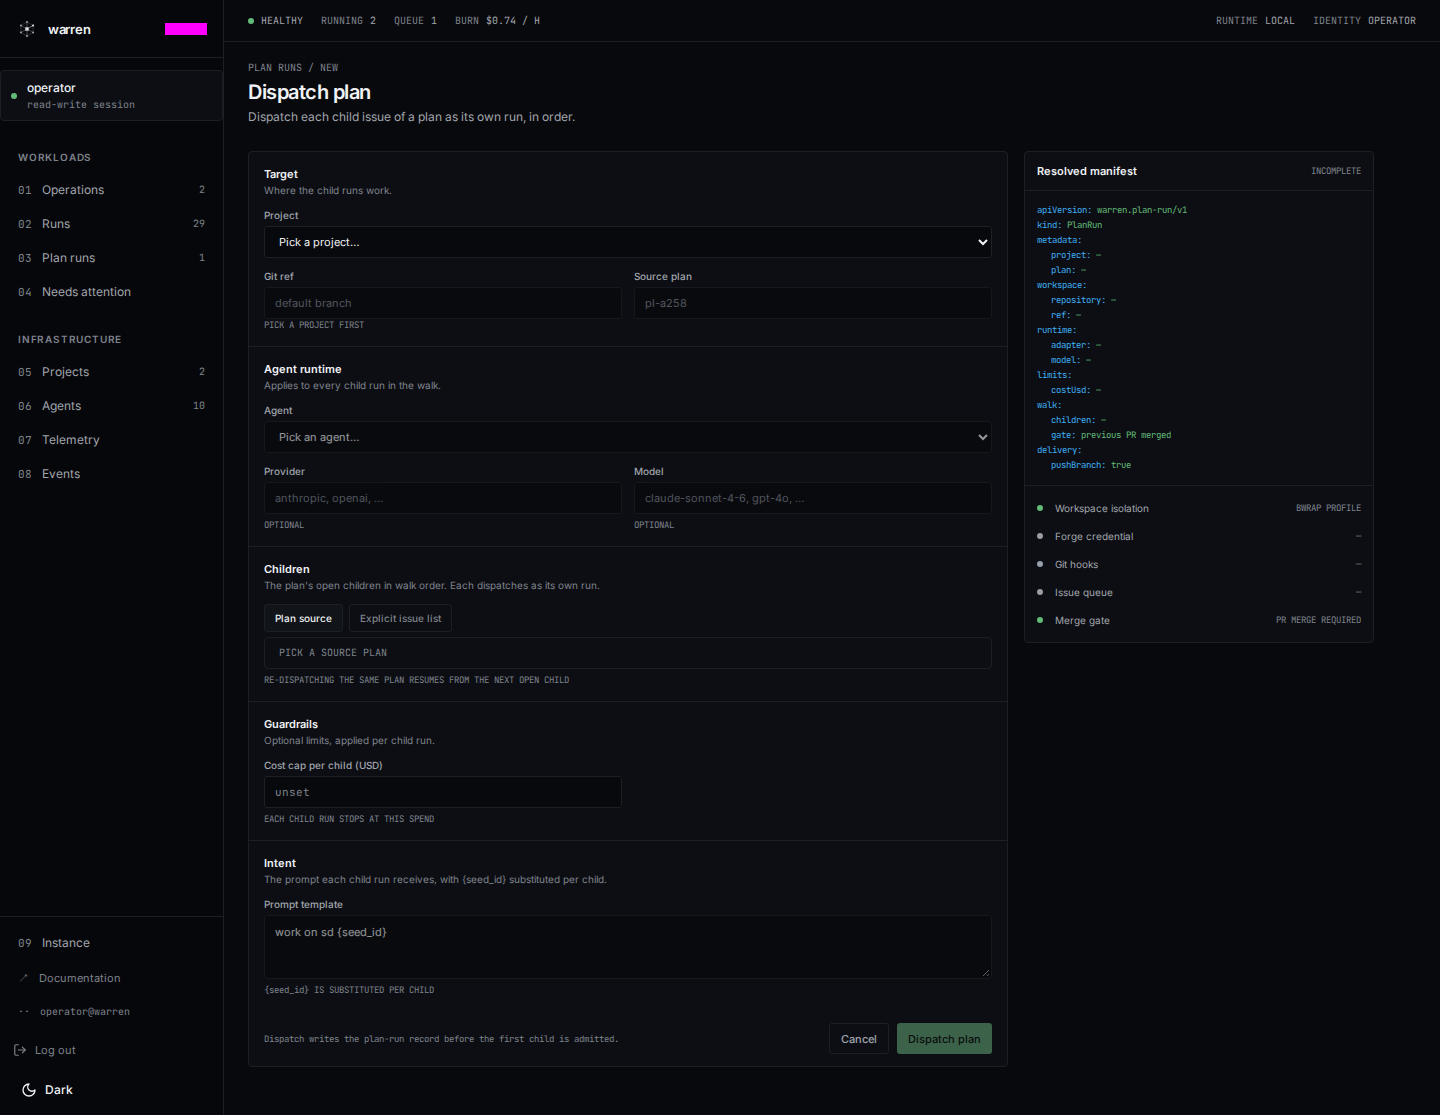 warren
operator
read-write session
WORKLOADS
01 Operations 2
02 Runs 29
03 Plan runs 1
04 Needs attention
INFRASTRUCTURE
05 Projects 2
06 Agents 10
07 Telemetry
08 Events
09 Instance
Documentation
operator@warren
Log out
Dark
HEALTHY RUNNING 2 QUEUE 1 BURN $0.74 / H
RUNTIME LOCAL IDENTITY OPERATOR
PLAN RUNS / NEW
Dispatch plan
Dispatch each child issue of a plan as its own run, in order.
Target
Where the child runs work.
Project
Pick a project...
Git ref Source plan
default branch pl-a258
PICK A PROJECT FIRST
Agent runtime
Applies to every child run in the walk.
Agent
Pick an agent...
Provider Model
anthropic, openai, ... claude-sonnet-4-6, gpt-4o, ...
OPTIONAL OPTIONAL
Children
The plan's open children in walk order. Each dispatches as its own run.
Plan source Explicit issue list
PICK A SOURCE PLAN
RE-DISPATCHING THE SAME PLAN RESUMES FROM THE NEXT OPEN CHILD
Guardrails
Optional limits, applied per child run.
Cost cap per child (USD)
unset
EACH CHILD RUN STOPS AT THIS SPEND
Intent
The prompt each child run receives, with {seed_id} substituted per child.
Prompt template
work on sd {seed_id}
{seed_id} IS SUBSTITUTED PER CHILD
Dispatch writes the plan-run record before the first child is admitted.
Cancel Dispatch plan
Resolved manifest INCOMPLETE
apiVersion: warren.plan-run/v1
kind: PlanRun
metadata:
project: —
plan: —
workspace:
repository: —
ref: —
runtime:
adapter: —
model: —
limits:
costUsd: —
walk:
children: —
gate: previous PR merged
delivery:
pushBranch: true
Workspace isolation BWRAP PROFILE
Forge credential —
Git hooks —
Issue queue —
Merge gate PR MERGE REQUIRED